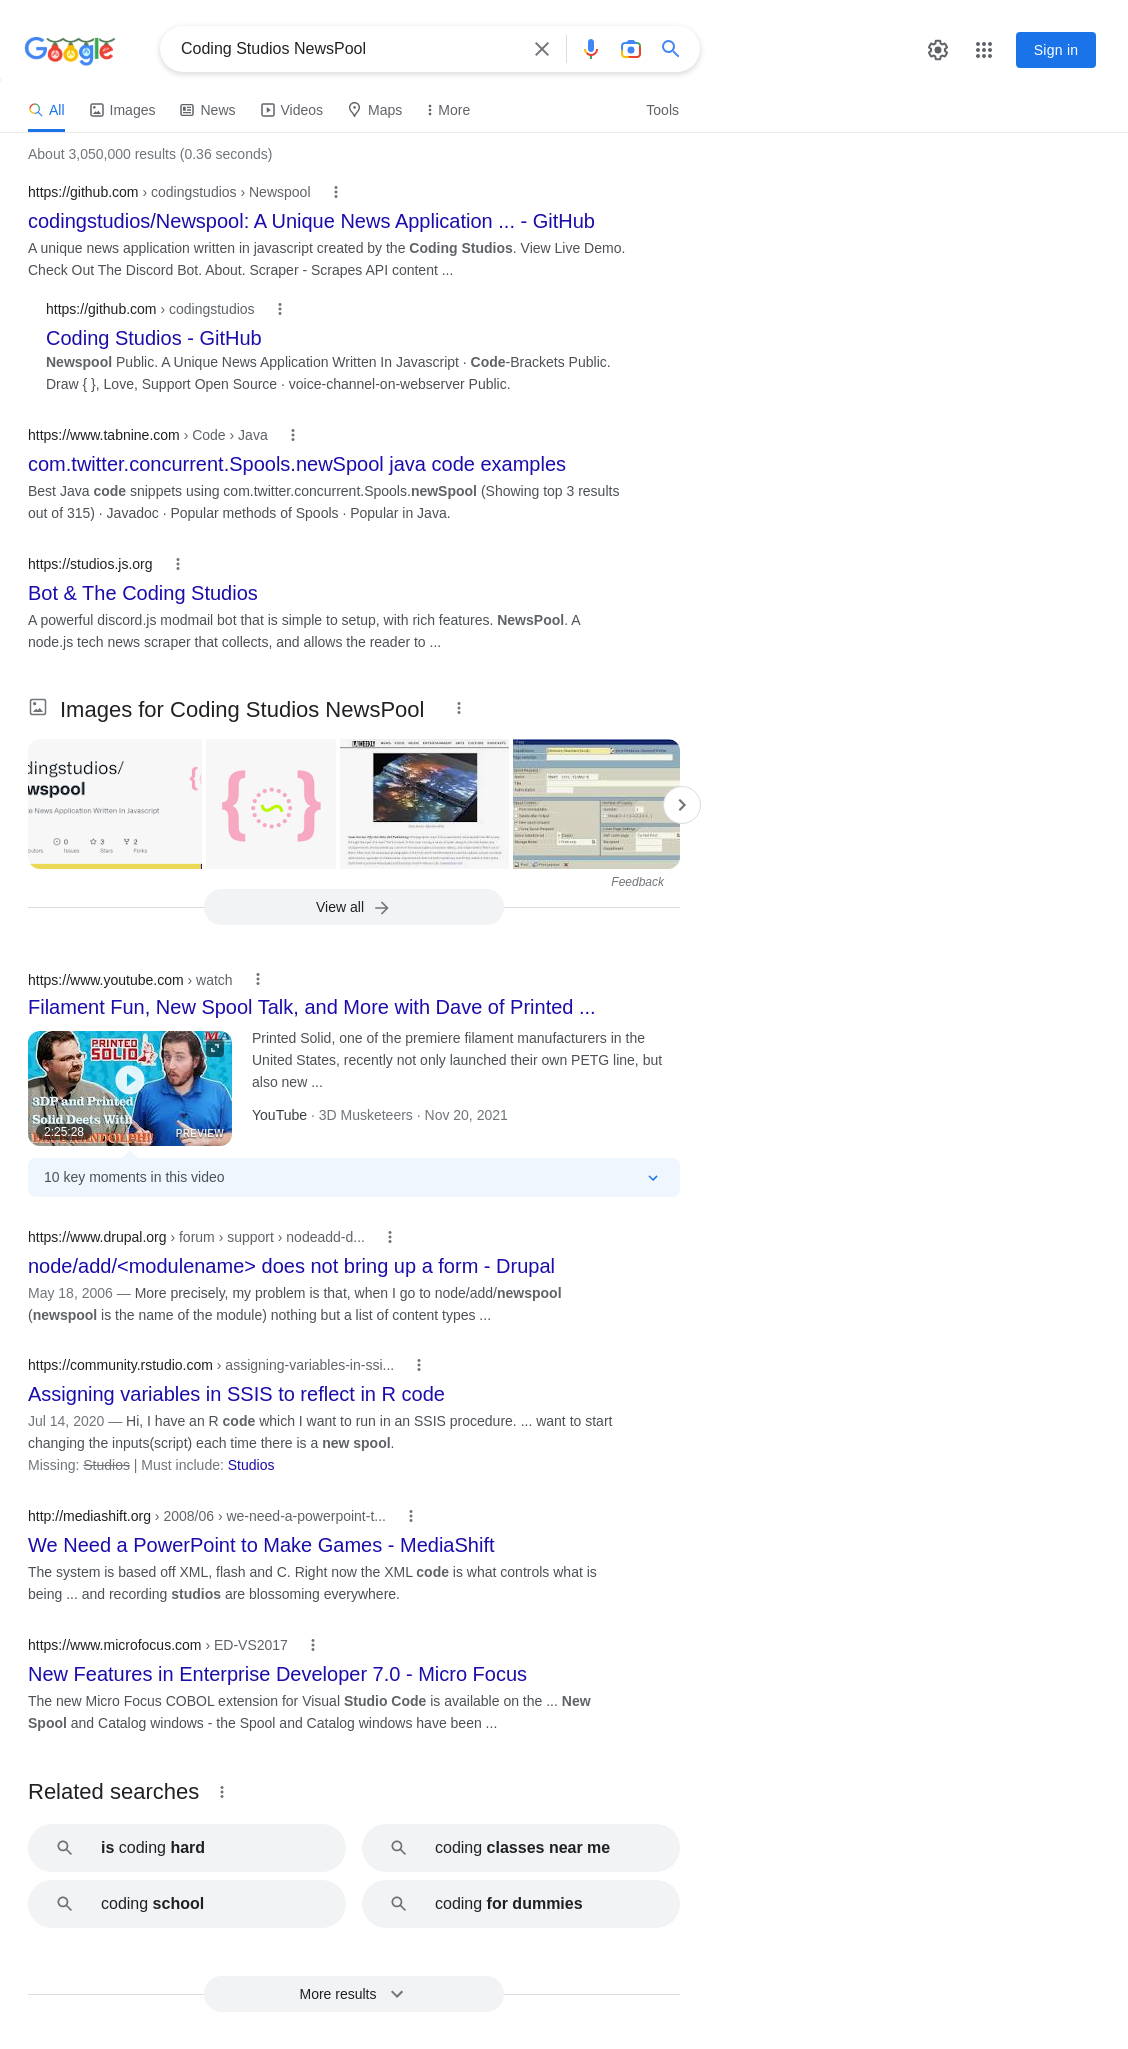 Google
Coding Studios NewsPool
Sign in
All
Images
News
Videos
Maps
More
Tools
About 3,050,000 results (0.36 seconds)
https://github.com › codingstudios › Newspool
codingstudios/Newspool: A Unique News Application ... - GitHub
A unique news application written in javascript created by the Coding Studios. View Live Demo.
Check Out The Discord Bot. About. Scraper - Scrapes API content ...
https://github.com › codingstudios
Coding Studios - GitHub
Newspool Public. A Unique News Application Written In Javascript · Code-Brackets Public.
Draw { }, Love, Support Open Source · voice-channel-on-webserver Public.
https://www.tabnine.com › Code › Java
com.twitter.concurrent.Spools.newSpool java code examples
Best Java code snippets using com.twitter.concurrent.Spools.newSpool (Showing top 3 results
out of 315) · Javadoc · Popular methods of Spools · Popular in Java.
https://studios.js.org
Bot & The Coding Studios
A powerful discord.js modmail bot that is simple to setup, with rich features. NewsPool. A
node.js tech news scraper that collects, and allows the reader to ...
Images for Coding Studios NewsPool
dingstudios/
wspool
e News Application Written In Javascript
0
3
2
Issues
Stars
Forks
Feedback
View all
https://www.youtube.com › watch
Filament Fun, New Spool Talk, and More with Dave of Printed ...
PRINTED
SOLID
3DP and Printed
Solid Deets With
2:25:28
PREVIEW
Printed Solid, one of the premiere filament manufacturers in the
United States, recently not only launched their own PETG line, but
also new ...
YouTube · 3D Musketeers · Nov 20, 2021
10 key moments in this video
https://www.drupal.org › forum › support › nodeadd-d...
node/add/<modulename> does not bring up a form - Drupal
May 18, 2006 — More precisely, my problem is that, when I go to node/add/newspool
(newspool is the name of the module) nothing but a list of content types ...
https://community.rstudio.com › assigning-variables-in-ssi...
Assigning variables in SSIS to reflect in R code
Jul 14, 2020 — Hi, I have an R code which I want to run in an SSIS procedure. ... want to start
changing the inputs(script) each time there is a new spool.
Missing: Studios | Must include: Studios
http://mediashift.org › 2008/06 › we-need-a-powerpoint-t...
We Need a PowerPoint to Make Games - MediaShift
The system is based off XML, flash and C. Right now the XML code is what controls what is
being ... and recording studios are blossoming everywhere.
https://www.microfocus.com › ED-VS2017
New Features in Enterprise Developer 7.0 - Micro Focus
The new Micro Focus COBOL extension for Visual Studio Code is available on the ... New
Spool and Catalog windows - the Spool and Catalog windows have been ...
Related searches
is coding hard
coding classes near me
coding school
coding for dummies
More results